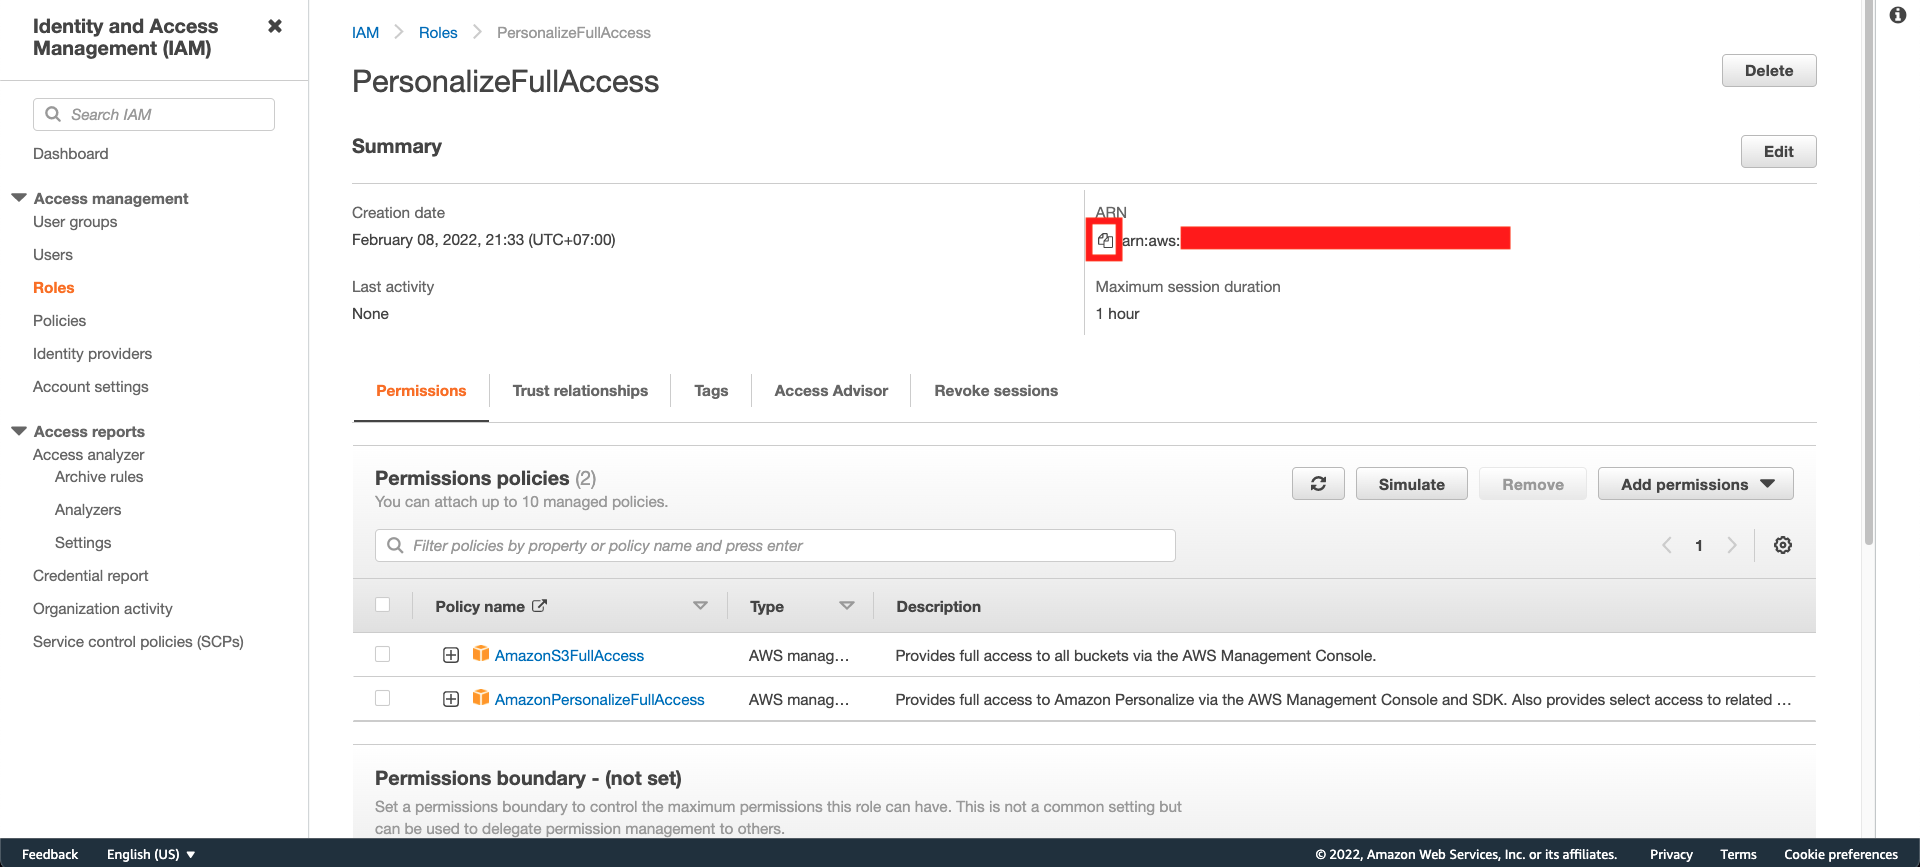 Identity and Access
Management (IAM)
Search IAM
Dashboard
Access management
User groups
Users
Roles
Policies
Identity providers
Account settings
Access reports
Access analyzer
Archive rules
Analyzers
Settings
Credential report
Organization activity
Service control policies (SCPs)
IAM Roles PersonalizeFullAccess
PersonalizeFullAccess
Delete
Summary
Edit
Creation date
February 08, 2022, 21:33 (UTC+07:00)
ARN
arn:aws:
Last activity
None
Maximum session duration
1 hour
Permissions Trust relationships Tags Access Advisor Revoke sessions
Permissions policies (2)
You can attach up to 10 managed policies.
Simulate Remove Add permissions
Filter policies by property or policy name and press enter
1
Policy name Type Description
AmazonS3FullAccess AWS manag… Provides full access to all buckets via the AWS Management Console.
AmazonPersonalizeFullAccess AWS manag… Provides full access to Amazon Personalize via the AWS Management Console and SDK. Also provides select access to related …
Permissions boundary - (not set)
Set a permissions boundary to control the maximum permissions this role can have. This is not a common setting but
can be used to delegate permission management to others.
Feedback English (US) © 2022, Amazon Web Services, Inc. or its affiliates. Privacy Terms Cookie preferences